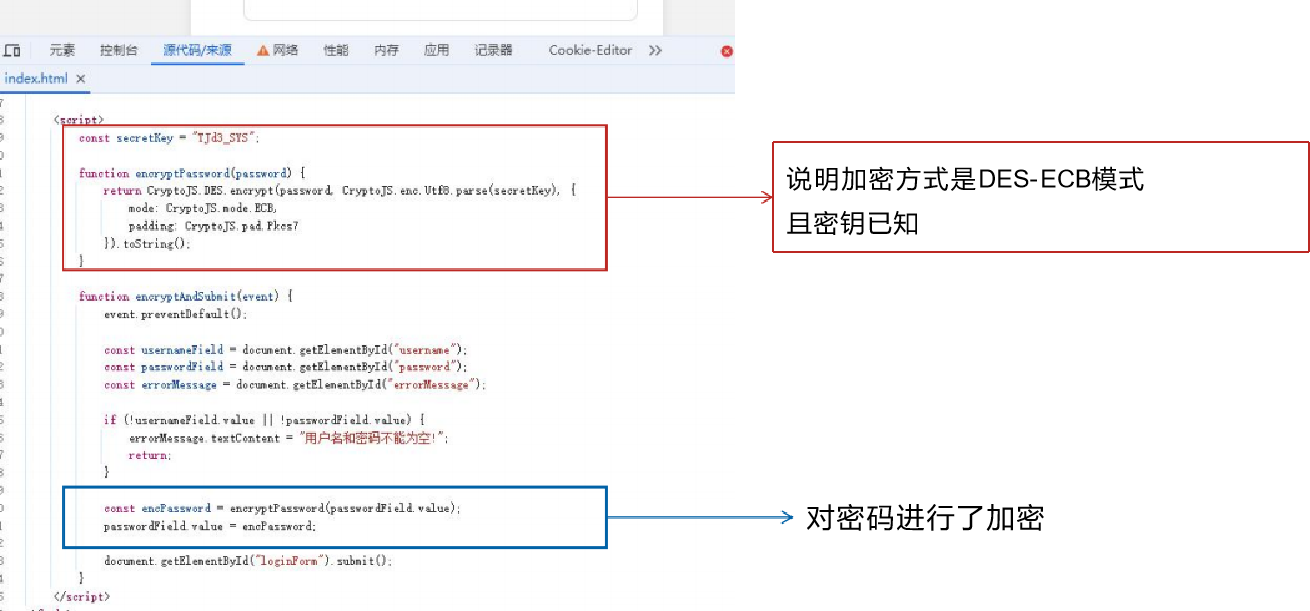 元素 控制台 源代码/来源 网络 性能 内存 应用 记录器 Cookie-Editor
index.html ×
<script>
const secretKey = "TJd3_SYS";
function encryptPassword(password) {
return CryptoJS.DES.encrypt(password, CryptoJS.enc.Utf8.parse(secretKey), {
mode: CryptoJS.mode.ECB,
padding: CryptoJS.pad.Pkcs7
}).toString();
}
说明加密方式是DES-ECB模式
且密钥已知
function encryptAndSubmit(event) {
event.preventDefault();
const usernameField = document.getElementById("username");
const passwordField = document.getElementById("password");
const errorMessage = document.getElementById("errorMessage");
if (!usernameField.value || !passwordField.value) {
errorMessage.textContent = "用户名和密码不能为空!";
return;
}
const encPassword = encryptPassword(passwordField.value);
passwordField.value = encPassword;
对密码进行了加密
document.getElementById("loginForm").submit();
}
</script>